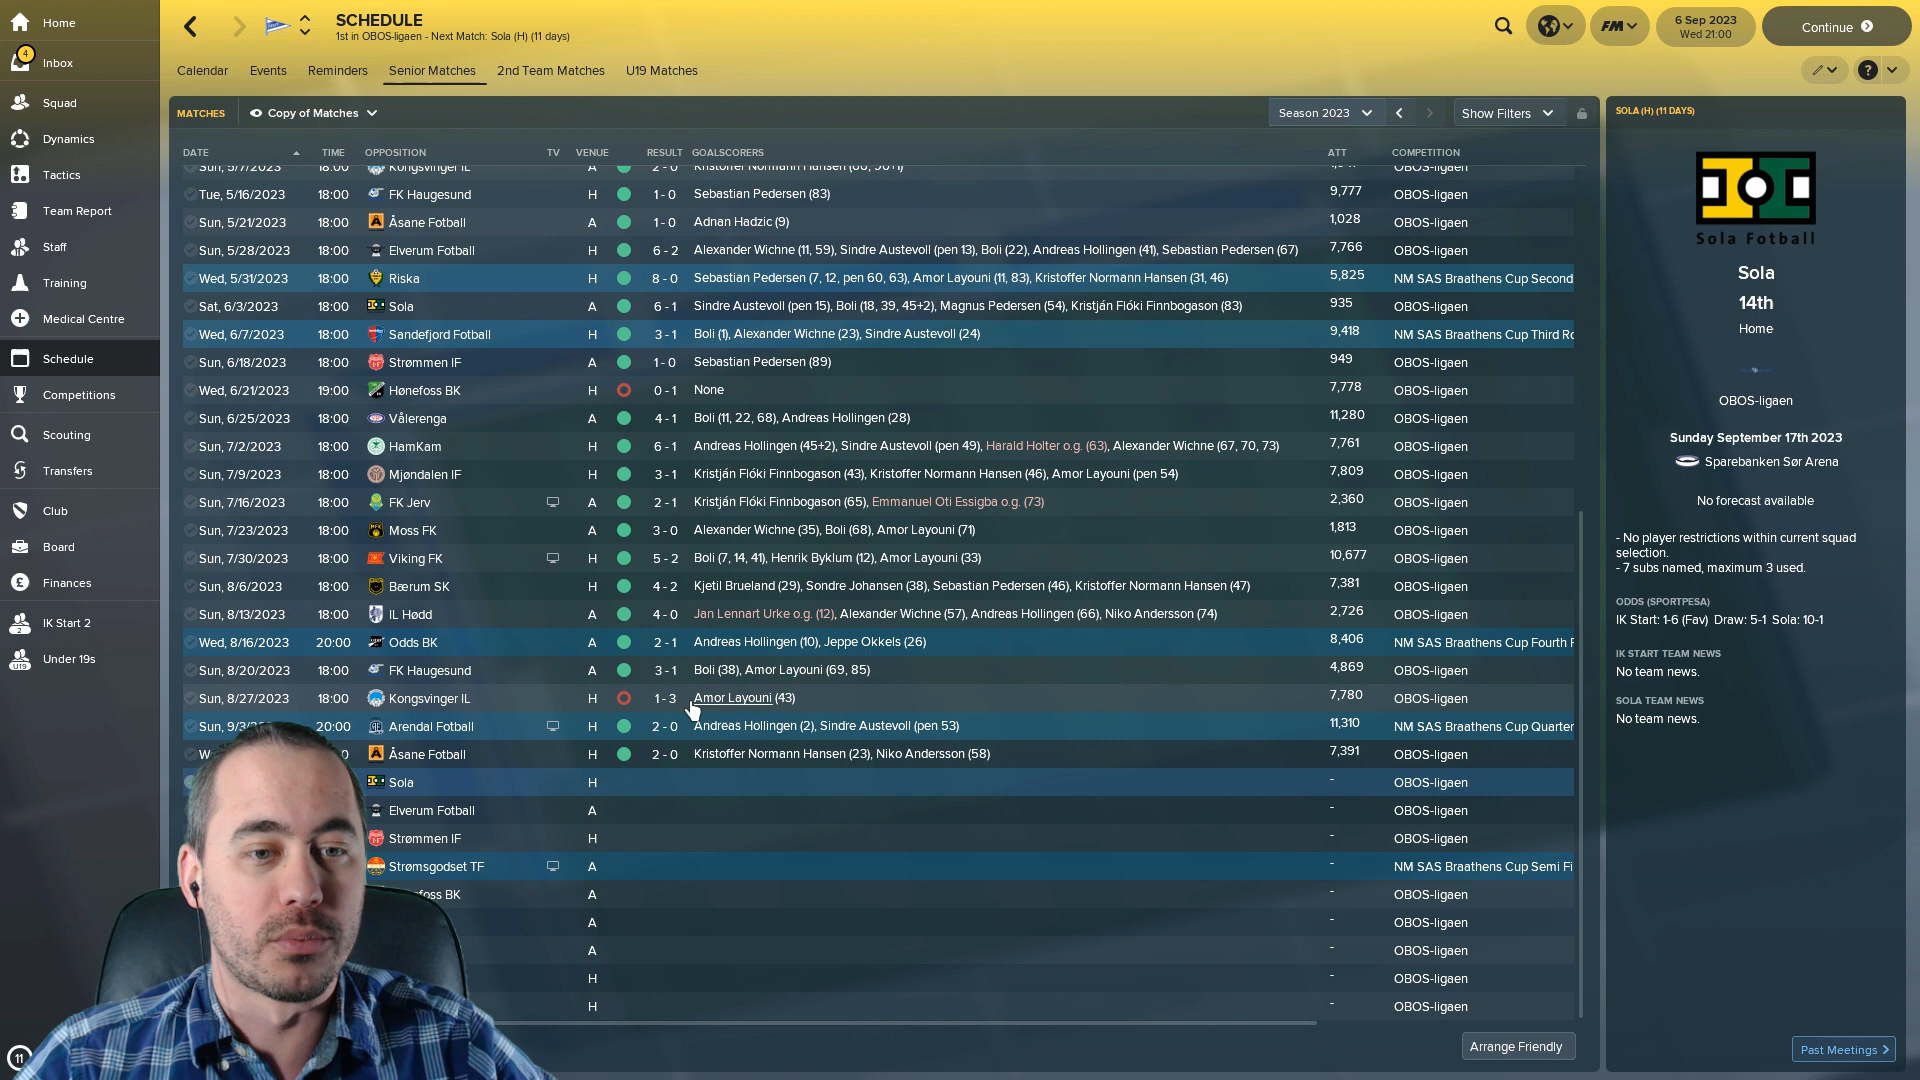 Home
4
Inbox
Squad
Dynamics
Tactics
Team Report
Staff
Training
Medical Centre
Schedule
Competitions
Scouting
Transfers
Club
Board
£ Finances
2 IK Start 2
U19 Under 19s
11
SCHEDULE
1st in OBOS-ligaen - Next Match: Sola (H) (11 days)
FM
6 Sep 2023
Wed 21:00
Continue
Calendar Events Reminders Senior Matches 2nd Team Matches U19 Matches
?
MATCHES Copy of Matches Season 2023 Show Filters
DATE TIME OPPOSITION TV VENUE RESULT GOALSCORERS ATT COMPETITION
Sun, 5/7/2023 18:00 Kongsvinger IL A 2 - 0 Kristoffer Normann Hansen OBOS-ligaen
Tue, 5/16/2023 18:00 FK Haugesund H 1 - 0 Sebastian Pedersen (83) 9,777 OBOS-ligaen
Sun, 5/21/2023 18:00 Åsane Fotball A 1 - 0 Adnan Hadzic (9) 1,028 OBOS-ligaen
Sun, 5/28/2023 18:00 Elverum Fotball H 6 - 2 Alexander Wichne (11, 59), Sindre Austevoll (pen 13), Boli (22), Andreas Hollingen (41), Sebastian Pedersen (67) 7,766 OBOS-ligaen
Wed, 5/31/2023 18:00 Riska H 8 - 0 Sebastian Pedersen (7, 12, pen 60, 63), Amor Layouni (11, 83), Kristoffer Normann Hansen (31, 46) 5,825 NM SAS Braathens Cup Second
Sat, 6/3/2023 18:00 Sola A 6 - 1 Sindre Austevoll (pen 15), Boli (18, 39, 45+2), Magnus Pedersen (54), Kristján Flóki Finnbogason (83) 935 OBOS-ligaen
Wed, 6/7/2023 18:00 Sandefjord Fotball H 3 - 1 Boli (1), Alexander Wichne (23), Sindre Austevoll (24) 9,418 NM SAS Braathens Cup Third Ro
Sun, 6/18/2023 18:00 Strømmen IF A 1 - 0 Sebastian Pedersen (89) 949 OBOS-ligaen
Wed, 6/21/2023 19:00 Hønefoss BK H 0 - 1 None 7,778 OBOS-ligaen
Sun, 6/25/2023 18:00 Vålerenga A 4 - 1 Boli (11, 22, 68), Andreas Hollingen (28) 11,280 OBOS-ligaen
Sun, 7/2/2023 18:00 HamKam H 6 - 1 Andreas Hollingen (45+2), Sindre Austevoll (pen 49), Harald Holter o.g. (63), Alexander Wichne (67, 70, 73) 7,761 OBOS-ligaen
Sun, 7/9/2023 18:00 Mjøndalen IF H 3 - 1 Kristján Flóki Finnbogason (43), Kristoffer Normann Hansen (46), Amor Layouni (pen 54) 7,809 OBOS-ligaen
Sun, 7/16/2023 18:00 FK Jerv A 2 - 1 Kristján Flóki Finnbogason (65), Emmanuel Oti Essigba o.g. (73) 2,360 OBOS-ligaen
Sun, 7/23/2023 18:00 Moss FK A 3 - 0 Alexander Wichne (35), Boli (68), Amor Layouni (71) 1,813 OBOS-ligaen
Sun, 7/30/2023 18:00 Viking FK H 5 - 2 Boli (7, 14, 41), Henrik Byklum (12), Amor Layouni (33) 10,677 OBOS-ligaen
Sun, 8/6/2023 18:00 Bærum SK H 4 - 2 Kjetil Brueland (29), Sondre Johansen (38), Sebastian Pedersen (46), Kristoffer Normann Hansen (47) 7,381 OBOS-ligaen
Sun, 8/13/2023 18:00 IL Hødd A 4 - 0 Jan Lennart Urke o.g. (12), Alexander Wichne (57), Andreas Hollingen (66), Niko Andersson (74) 2,726 OBOS-ligaen
Wed, 8/16/2023 20:00 Odds BK A 2 - 1 Andreas Hollingen (10), Jeppe Okkels (26) 8,406 NM SAS Braathens Cup Fourth F
Sun, 8/20/2023 18:00 FK Haugesund A 3 - 1 Boli (38), Amor Layouni (69, 85) 4,869 OBOS-ligaen
Sun, 8/27/2023 18:00 Kongsvinger IL H 1 - 3 Amor Layouni (43) 7,780 OBOS-ligaen
Sun, 9/3 20:00 Arendal Fotball H 2 - 0 Andreas Hollingen (2), Sindre Austevoll (pen 53) 11,310 NM SAS Braathens Cup Quarter
We 0 Åsane Fotball H 2 - 0 Kristoffer Normann Hansen (23), Niko Andersson (58) 7,391 OBOS-ligaen
Sola H - OBOS-ligaen
Elverum Fotball A - OBOS-ligaen
Strømmen IF H - OBOS-ligaen
Strømsgodset TF A - NM SAS Braathens Cup Semi Fi
foss BK A - OBOS-ligaen
A - OBOS-ligaen
A - OBOS-ligaen
H - OBOS-ligaen
H - OBOS-ligaen
Arrange Friendly
SOLA (H) (11 DAYS)
Sola Fotball
Sola
14th
Home
OBOS-ligaen
Sunday September 17th 2023
Sparebanken Sør Arena
No forecast available
- No player restrictions within current squad
selection.
- 7 subs named, maximum 3 used.
ODDS (SPORTPESA)
IK Start: 1-6 (Fav) Draw: 5-1 Sola: 10-1
IK START TEAM NEWS
No team news.
SOLA TEAM NEWS
No team news.
Past Meetings